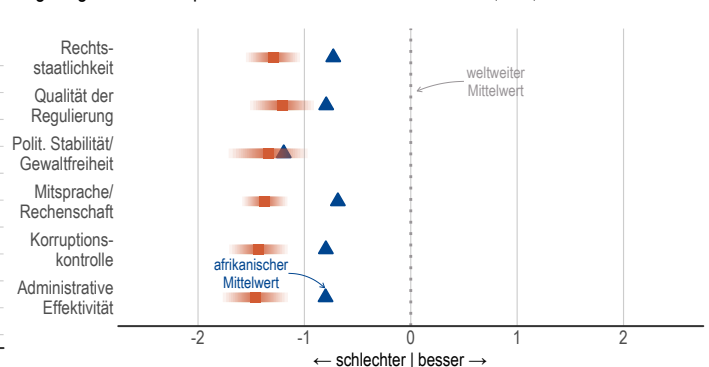 Rechts-
staatlichkeit
Qualität der
Regulierung
Polit. Stabilität/
Gewaltfreiheit
Mitsprache/
Rechenschaft
Korruptions-
kontrolle
Administrative
Effektivität
weltweiter
Mittelwert
afrikanischer
Mittelwert
-2 -1 0 1 2
← schlechter | besser →